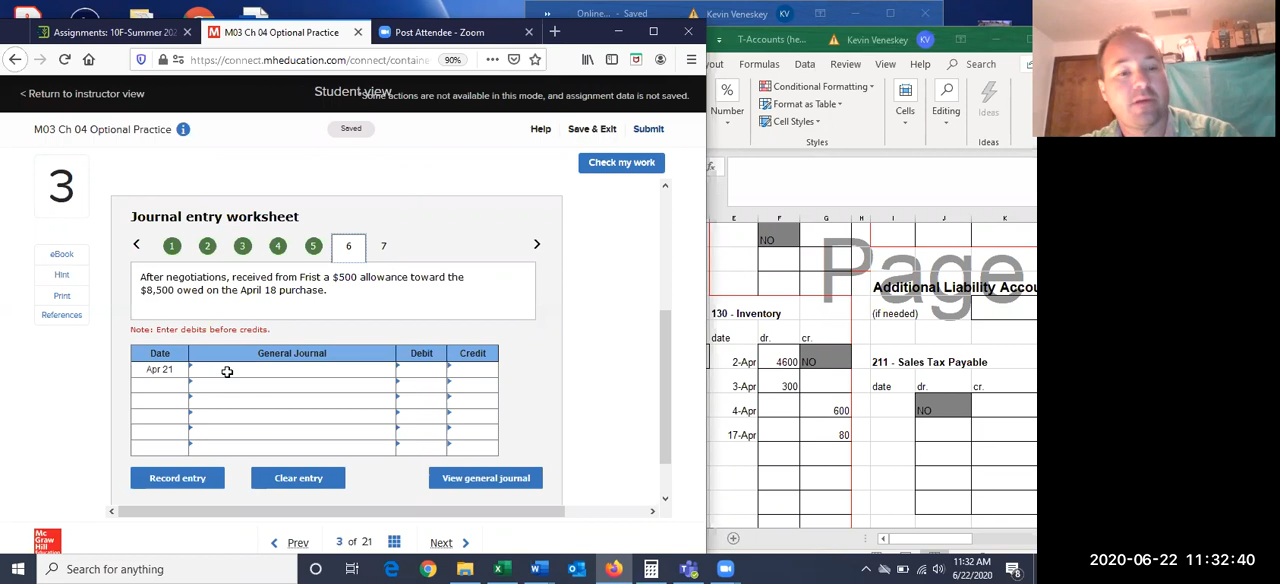 Assignments: 10F-Summer 202
M03 Ch 04 Optional Practice
Post Attendee - Zoom
Online... - Saved
Kevin Veneskey
KV
https://connect.mheducation.com/connect/containe
90%
T-Accounts (he...
Kevin Veneskey
KV
out
Formulas
Data
Review
View
Help
Search
< Return to instructor view
Student view
Some actions are not available in this mode, and assignment data is not saved.
%
Number
Conditional Formatting
Format as Table
Cell Styles
Styles
Cells
Editing
Ideas
Ideas
M03 Ch 04 Optional Practice
i
Saved
Help
Save & Exit
Submit
Check my work
3
eBook
Hint
Print
References
Journal entry worksheet
1
2
3
4
5
6
7
After negotiations, received from Frist a $500 allowance toward the
$8,500 owed on the April 18 purchase.
Note: Enter debits before credits.
Date
General Journal
Debit
Credit
Apr 21
Record entry
Clear entry
View general journal
Mc
Graw
Hill
Prev
3 of 21
Next
fx
E
F
G
H
I
J
K
NO
Page
Additional Liability Accou
130 - Inventory
(if needed)
date
dr.
cr.
2-Apr
4600
NO
211 - Sales Tax Payable
3-Apr
300
date
dr.
cr.
4-Apr
600
NO
17-Apr
80
Search for anything
11:32 AM
6/22/2020
8
2020-06-22 11:32:40